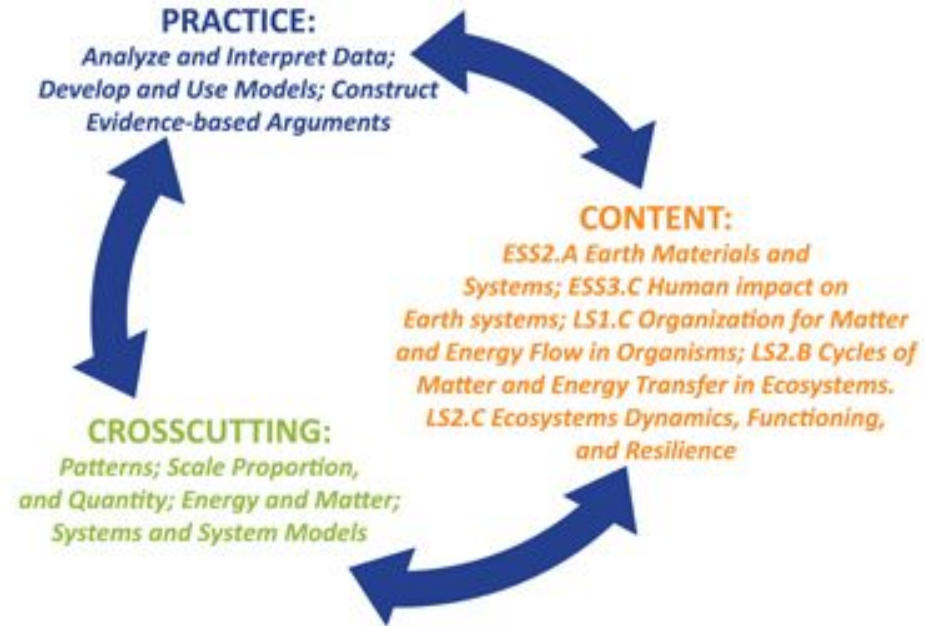 PRACTICE:
Analyze and Interpret Data;
Develop and Use Models; Construct
Evidence-based Arguments
CONTENT:
ESS2.A Earth Materials and
Systems; ESS3.C Human impact on
Earth systems; LS1.C Organization for Matter
and Energy Flow in Organisms; LS2.B Cycles of
Matter and Energy Transfer in Ecosystems.
LS2.C Ecosystems Dynamics, Functioning,
and Resilience
CROSSCUTTING:
Patterns; Scale Proportion,
and Quantity; Energy and Matter;
Systems and System Models